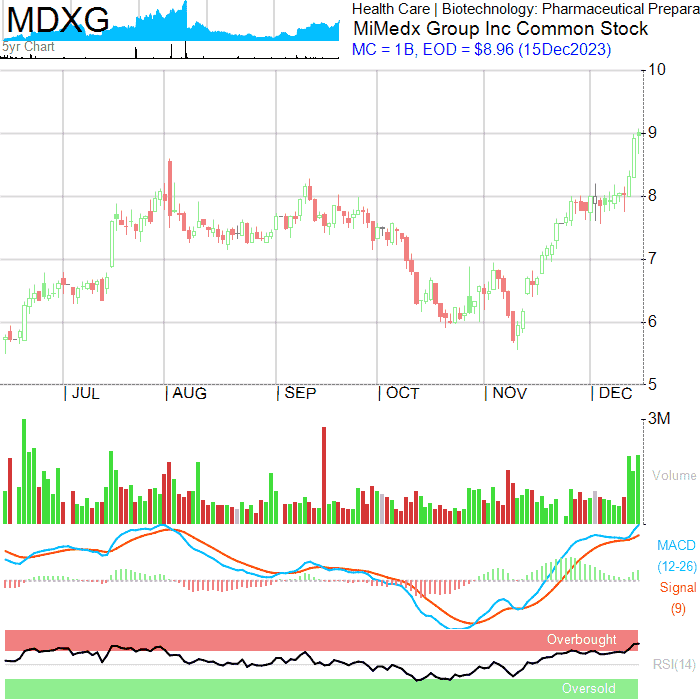 MDXG
5yr Chart
Health Care | Biotechnology: Pharmaceutical Prepara
MiMedx Group Inc Common Stock
MC = 1B, EOD = $8.96 (15Dec2023)
10
9
8
7
6
5
| JUL | AUG | SEP | OCT | NOV | DEC
3M
Volume
MACD
(12-26)
Signal
(9)
Overbought
RSI(14)
Oversold